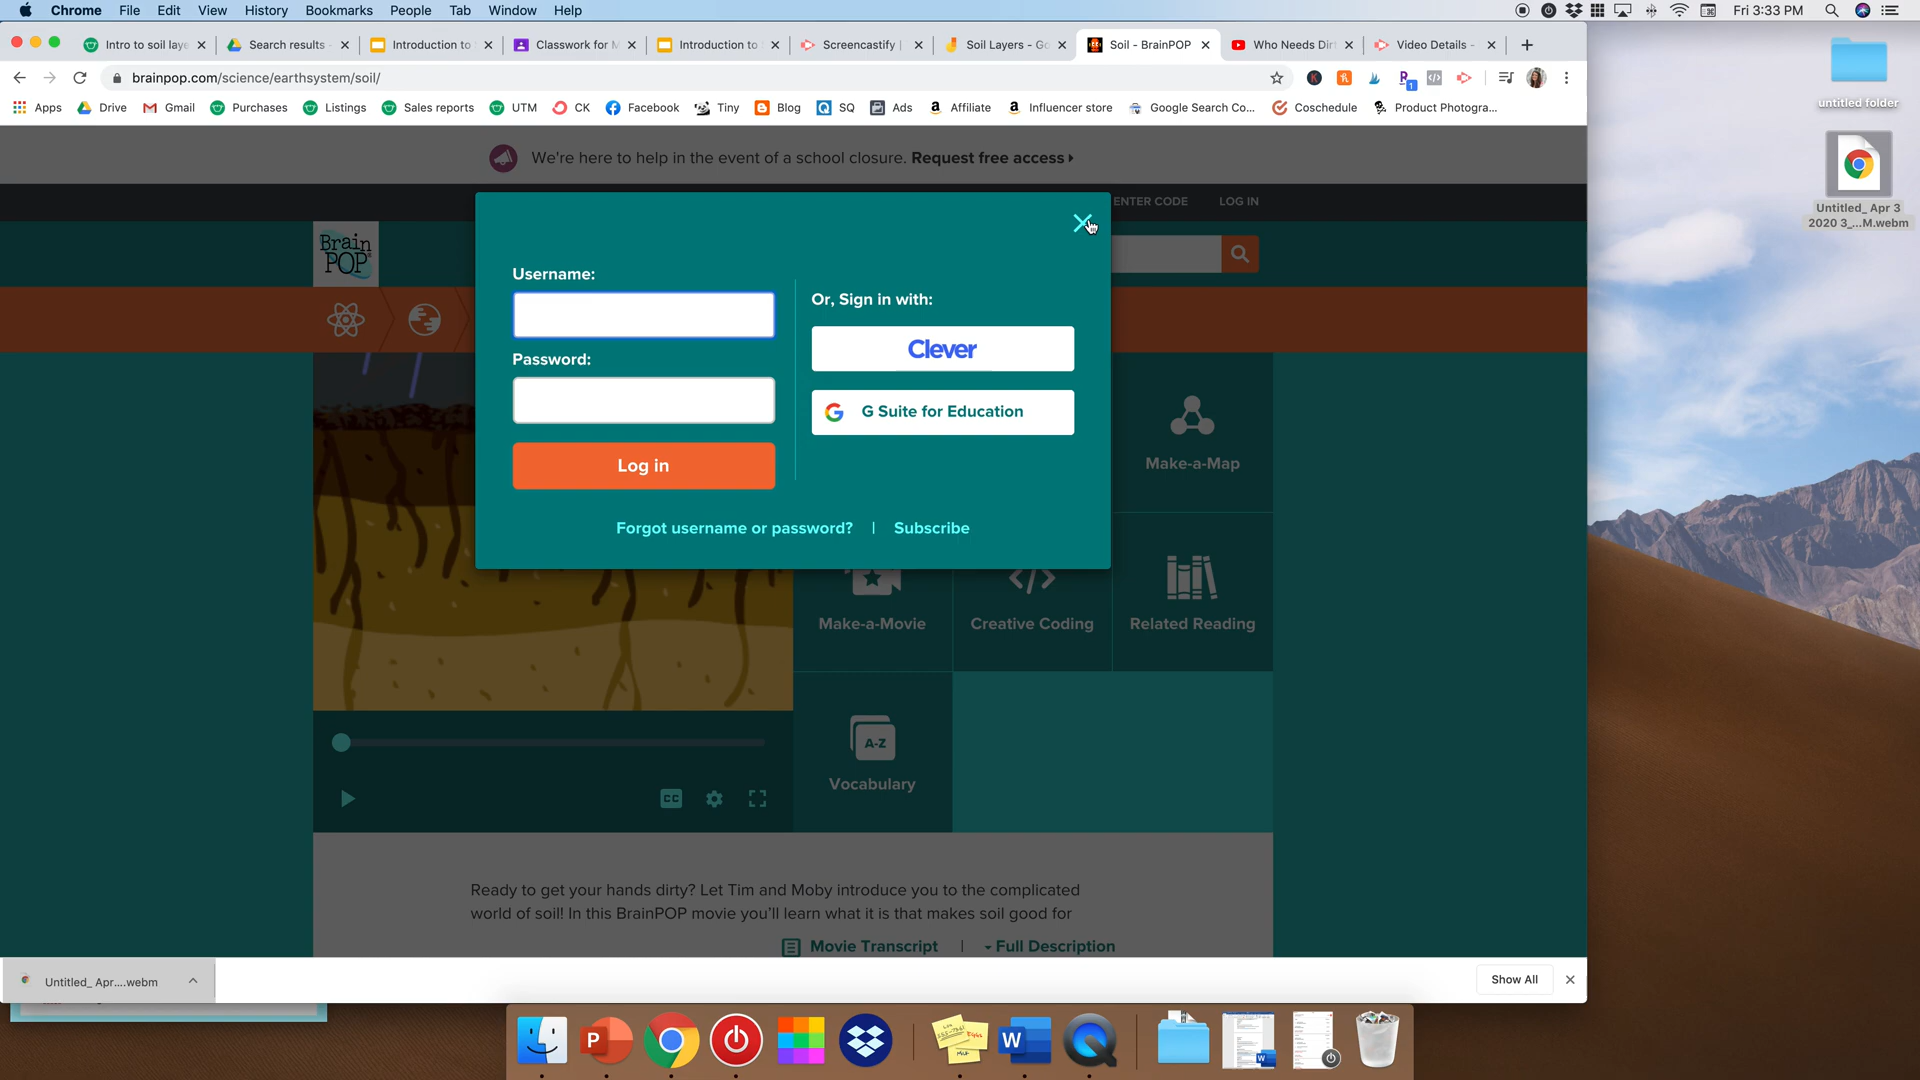 Chrome File Edit View History Bookmarks People Tab Window Help Fri 3:33 PM
Intro to soil laye Search results - Introduction to Classwork for M Introduction to S Screencastify Soil Layers - Go Soil - BrainPOP Who Needs Dirt Video Details -
brainpop.com/science/earthsystem/soil/
Apps Drive Gmail Purchases Listings Sales reports UTM CK Facebook Tiny Blog SQ Ads Affiliate Influencer store Google Search Co... Coschedule Product Photogra...
untitled folder
Untitled_ Apr 3
2020 3_...M.webm
We're here to help in the event of a school closure. Request free access
ENTER CODE LOG IN
Brain
POP
Username:
Password:
Log in
Or, Sign in with:
Clever
G Suite for Education
Forgot username or password? | Subscribe
Make-a-Map
Make-a-Movie Creative Coding Related Reading
A-Z
Vocabulary
CC
Ready to get your hands dirty? Let Tim and Moby introduce you to the complicated
world of soil! In this BrainPOP movie you'll learn what it is that makes soil good for
Movie Transcript | Full Description
Untitled_ Apr....webm Show All